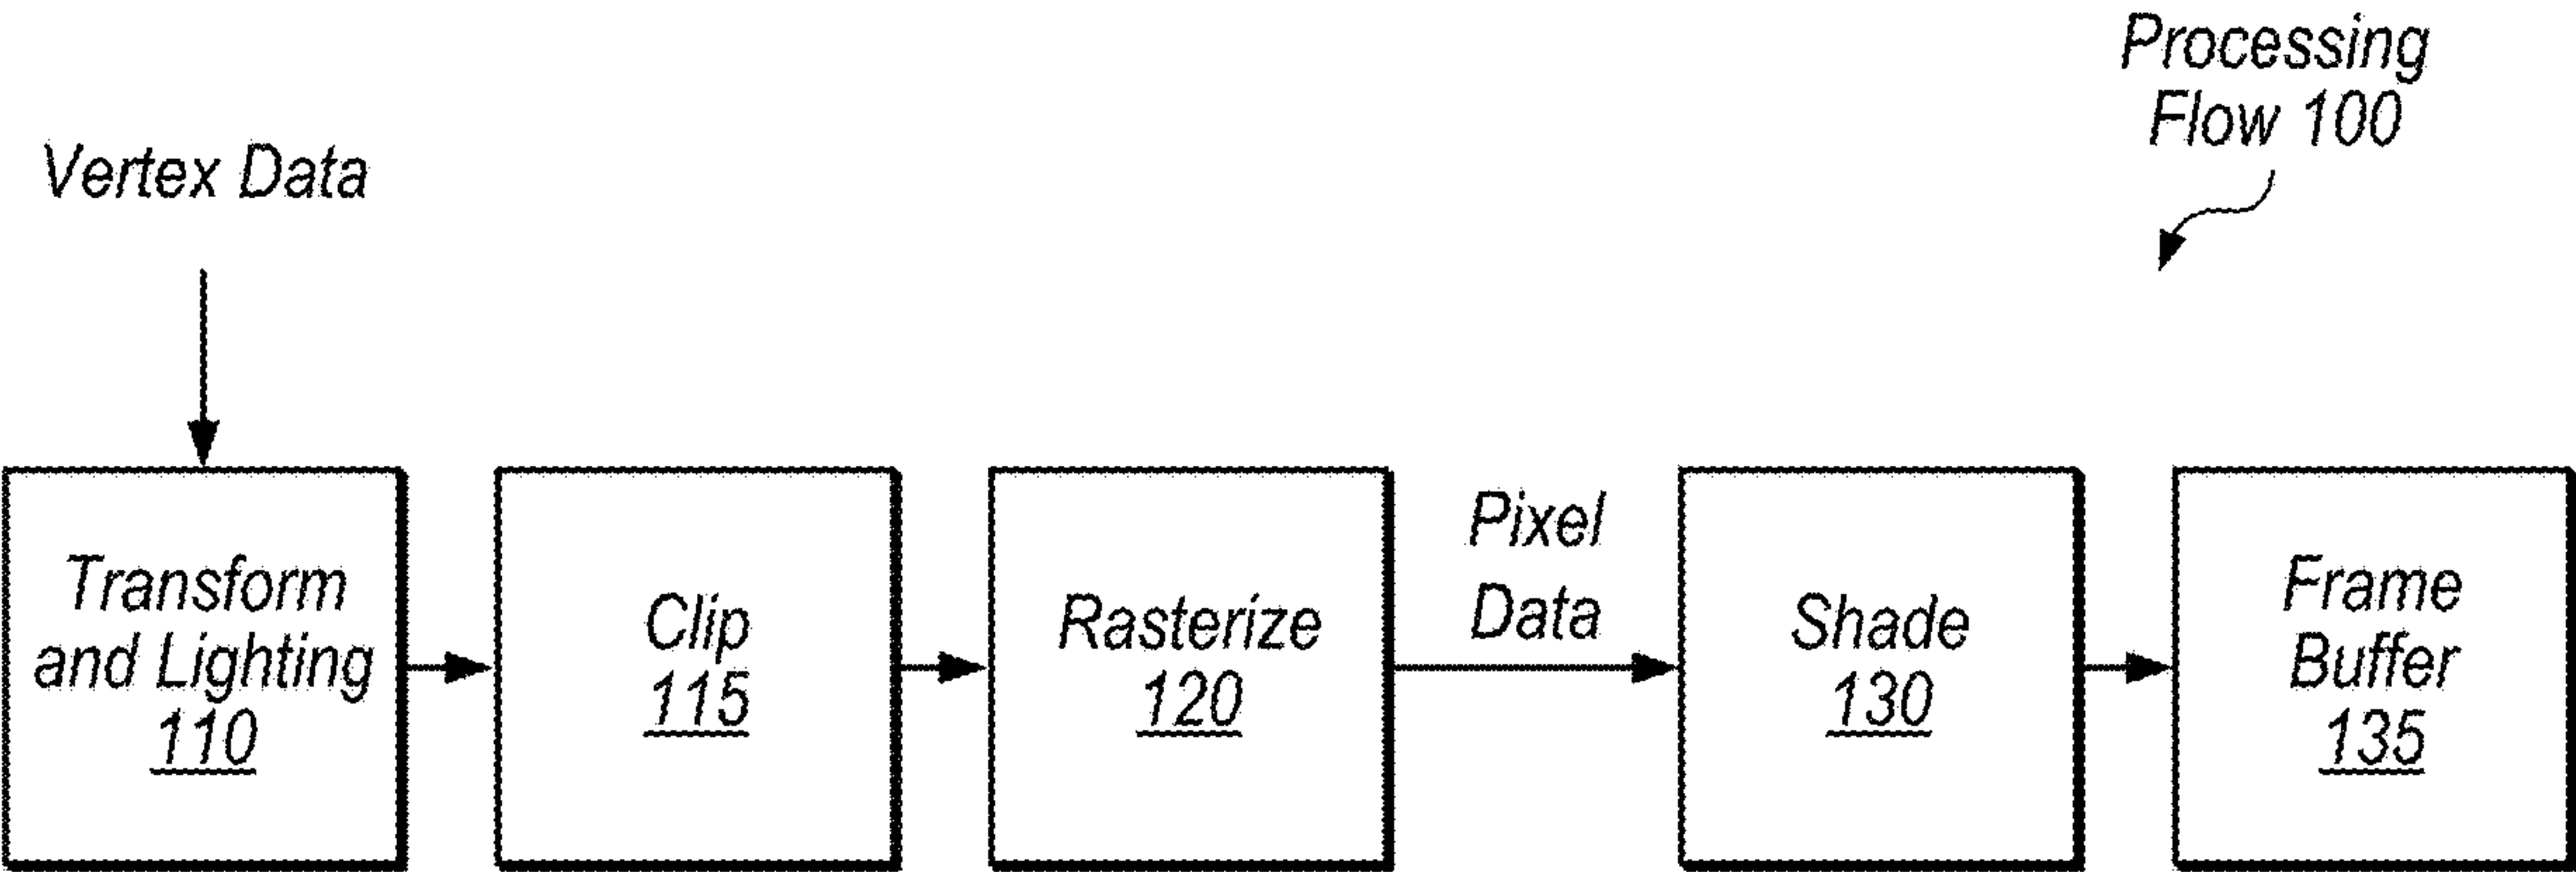 Processing
Flow 100
Vertex Data
Transform
and Lighting
110
Clip
115
Rasterize
120
Pixel
Data
Shade
130
Frame
Buffer
135